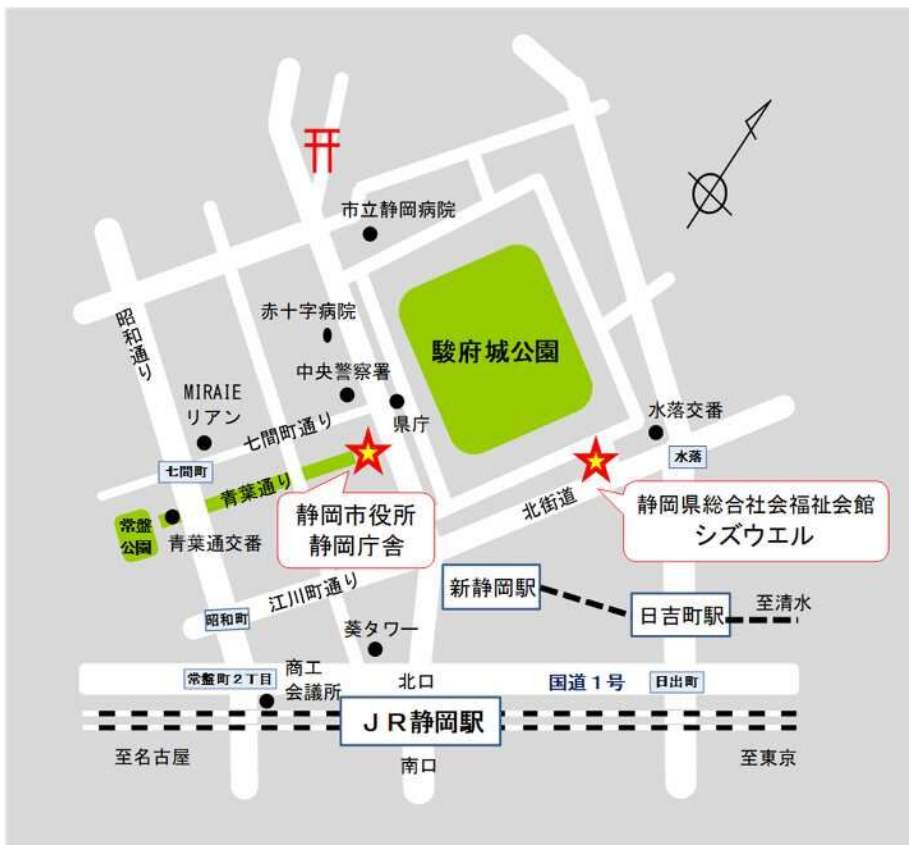 市立静岡病院
昭和通り
赤十字病院
駿府城公園
中央警察署
MIRAIE
リアン
県庁
水落交番
七間町通り
水落
七間町
青葉通り
北街道
静岡県総合社会福祉会館
シズウエル
静岡市役所
静岡庁舎
常盤
公園
青葉通交番
新静岡駅
江川町通り
昭和町
日吉町駅
至清水
葵タワー
常盤町2丁目
商工
会議所
北口
国道1号
日出町
JR静岡駅
至名古屋
南口
至東京